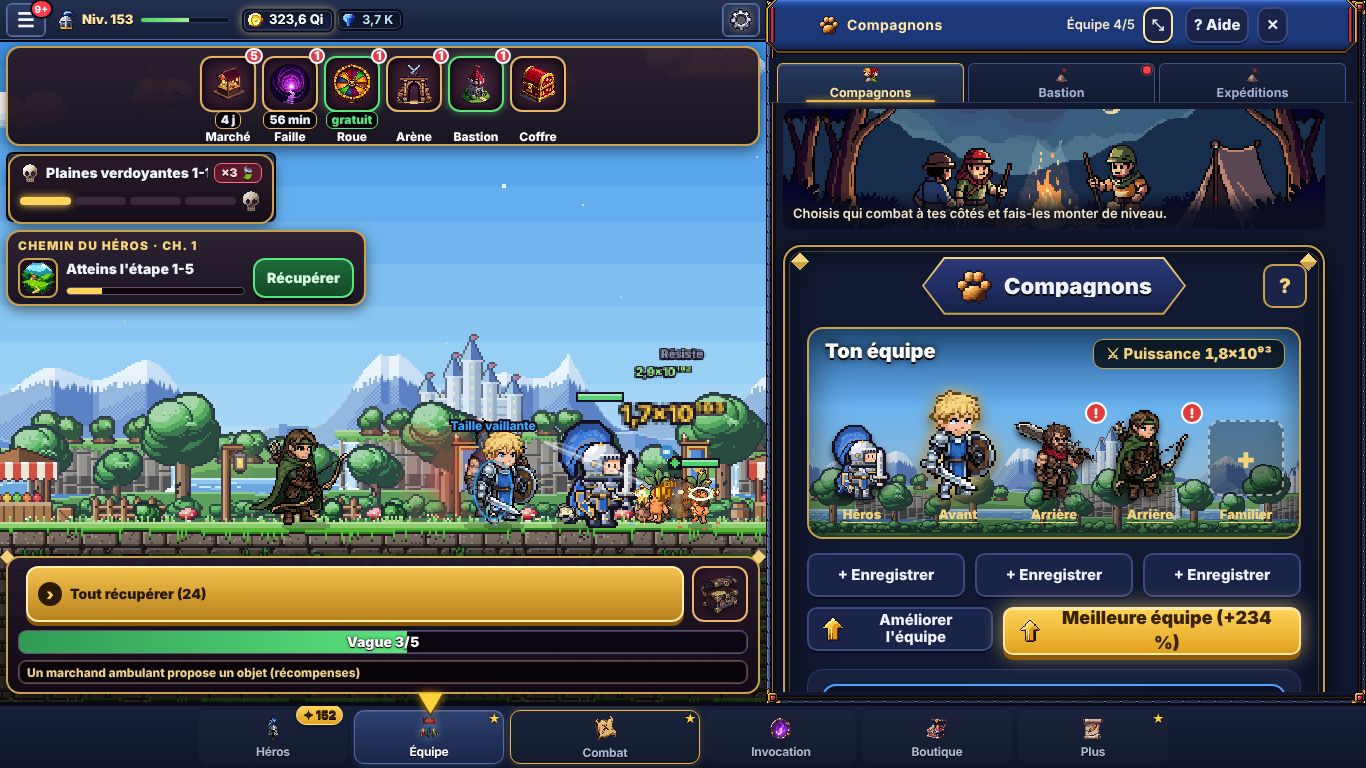 9+
Niv. 153
323,6 Qi
3,7 K
5
1
1
1
1
4 j
56 min
gratuit
Marché
Faille
Roue
Arène
Bastion
Coffre
Plaines verdoyantes 1-1
×3
CHEMIN DU HÉROS · CH. 1
Atteins l'étape 1-5
Récupérer
Résiste
2,9×10¹⁰²
1,7×10¹⁰³
Taille vaillante
Tout récupérer (24)
Vague 3/5
Un marchand ambulant propose un objet (récompenses)
Compagnons
Équipe 4/5
? Aide
×
Compagnons
Bastion
Expéditions
Choisis qui combat à tes côtés et fais-les monter de niveau.
Compagnons
?
Ton équipe
Puissance 1,8×10⁹³
!
!
+
Héros
Avant
Arrière
Arrière
Familier
+ Enregistrer
+ Enregistrer
+ Enregistrer
Améliorer
l'équipe
Meilleure équipe (+234
%)
152
Héros
Équipe
Combat
Invocation
Boutique
Plus